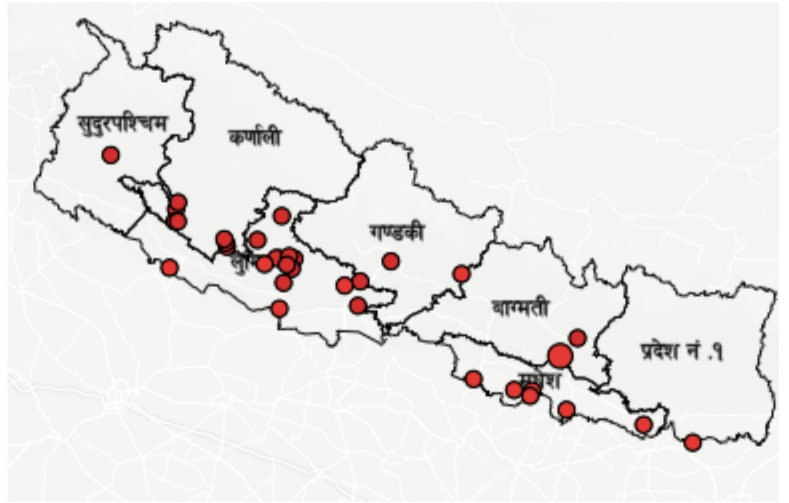 सुदुरपश्चिम
कर्णाली
गण्डकी
बाग्मती
प्रदेश नं .१